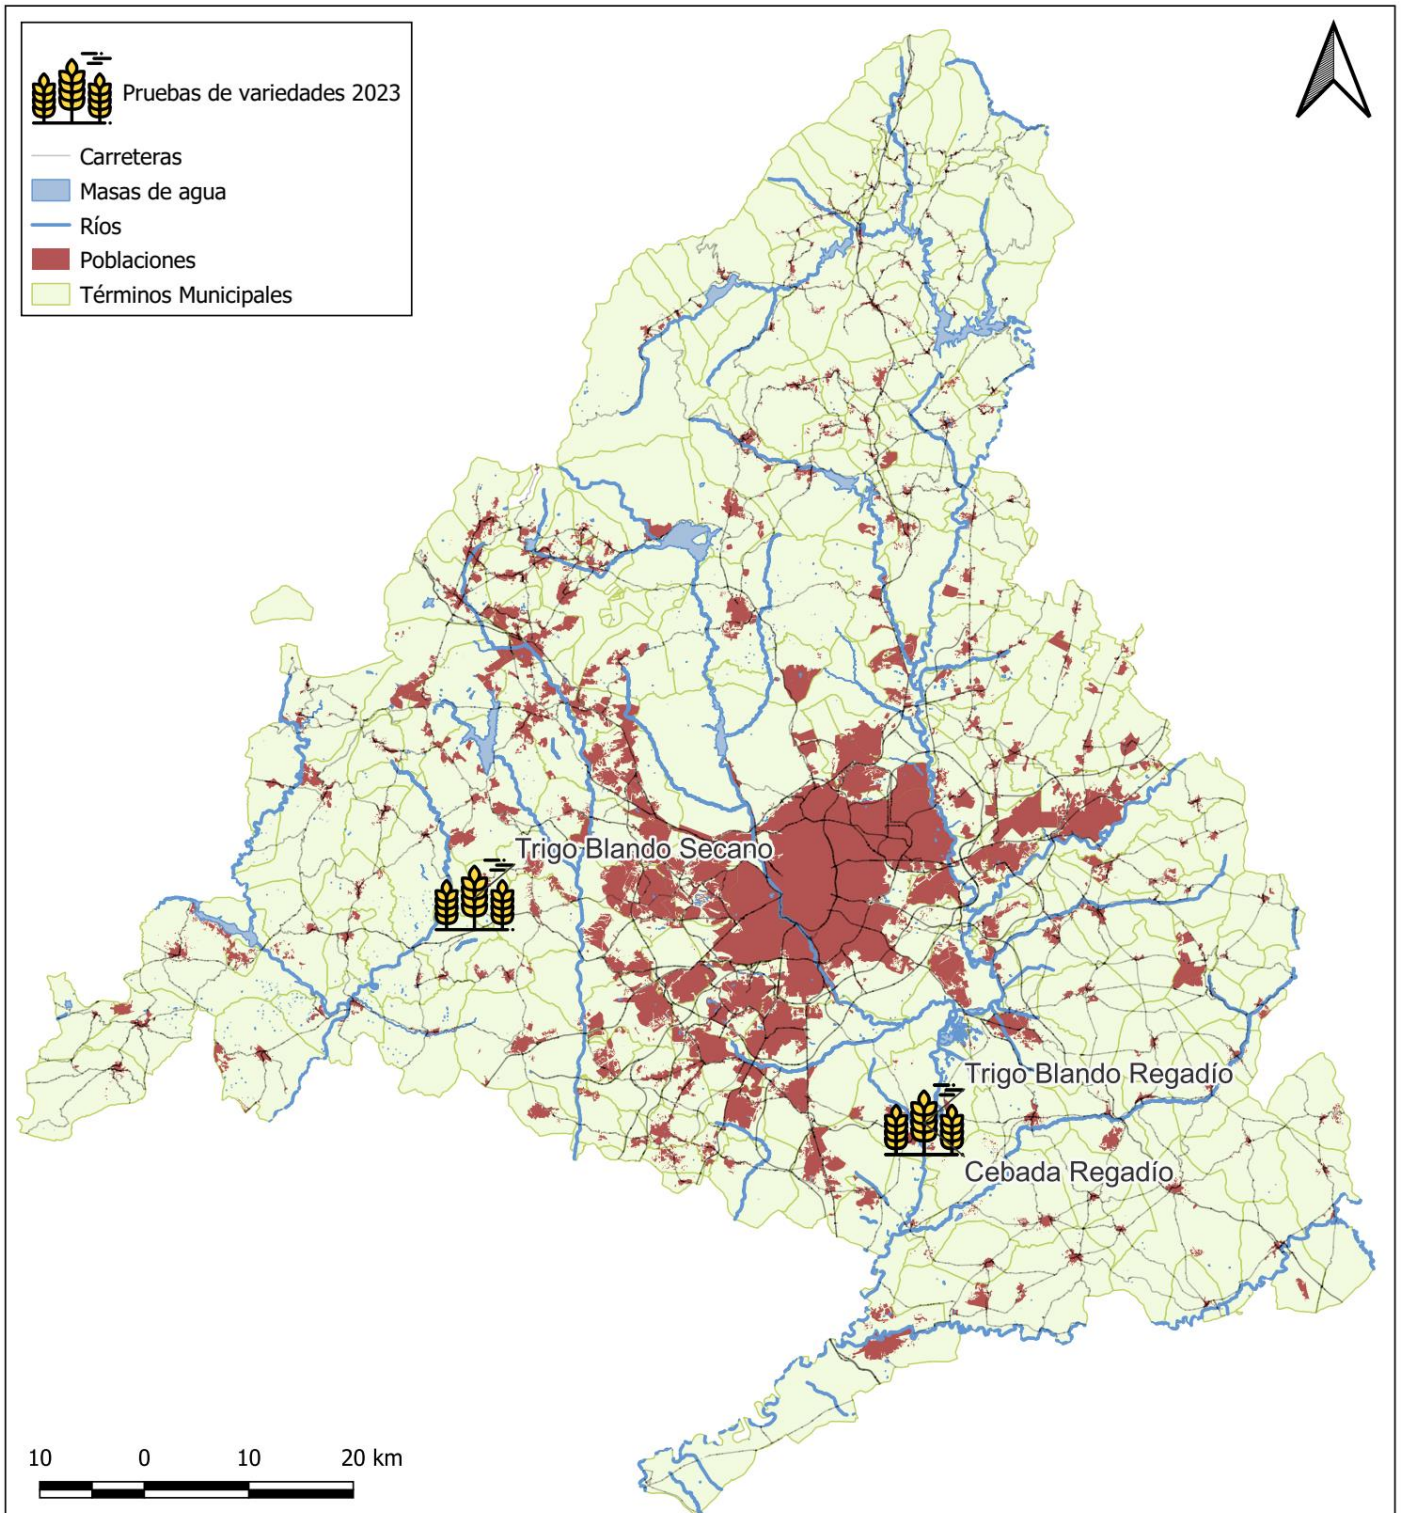 Pruebas de variedades 2023
Carreteras
Masas de agua
Ríos
Poblaciones
Términos Municipales
Trigo Blando Secano
Trigo Blando Regadío
Cebada Regadío
10 0 10 20 km